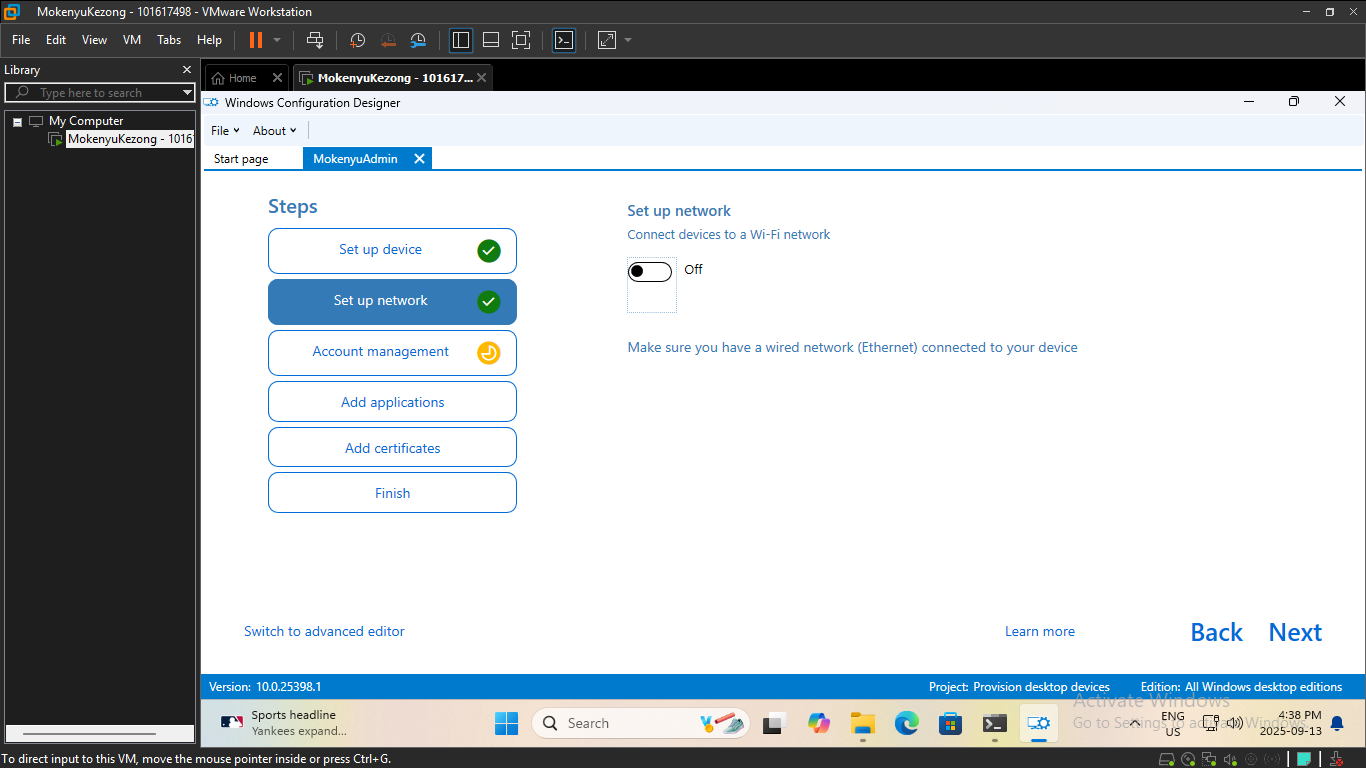 MokenyuKezong - 101617498 - VMware Workstation
File Edit View VM Tabs Help
Library
Type here to search
My Computer
MokenyuKezong - 1016
Home
MokenyuKezong - 101617...
Windows Configuration Designer
File About
Start page
MokenyuAdmin
Steps
Set up device
Set up network
Account management
Add applications
Add certificates
Finish
Set up network
Connect devices to a Wi-Fi network
Off
Make sure you have a wired network (Ethernet) connected to your device
Switch to advanced editor
Learn more
Back
Next
Version: 10.0.25398.1
Project: Provision desktop devices
Edition: All Windows desktop editions
Activate Windows
Go to Settings to activate Windows.
Sports headline
Yankees expand...
Search
ENG
US
4:38 PM
2025-09-13
To direct input to this VM, move the mouse pointer inside or press Ctrl+G.